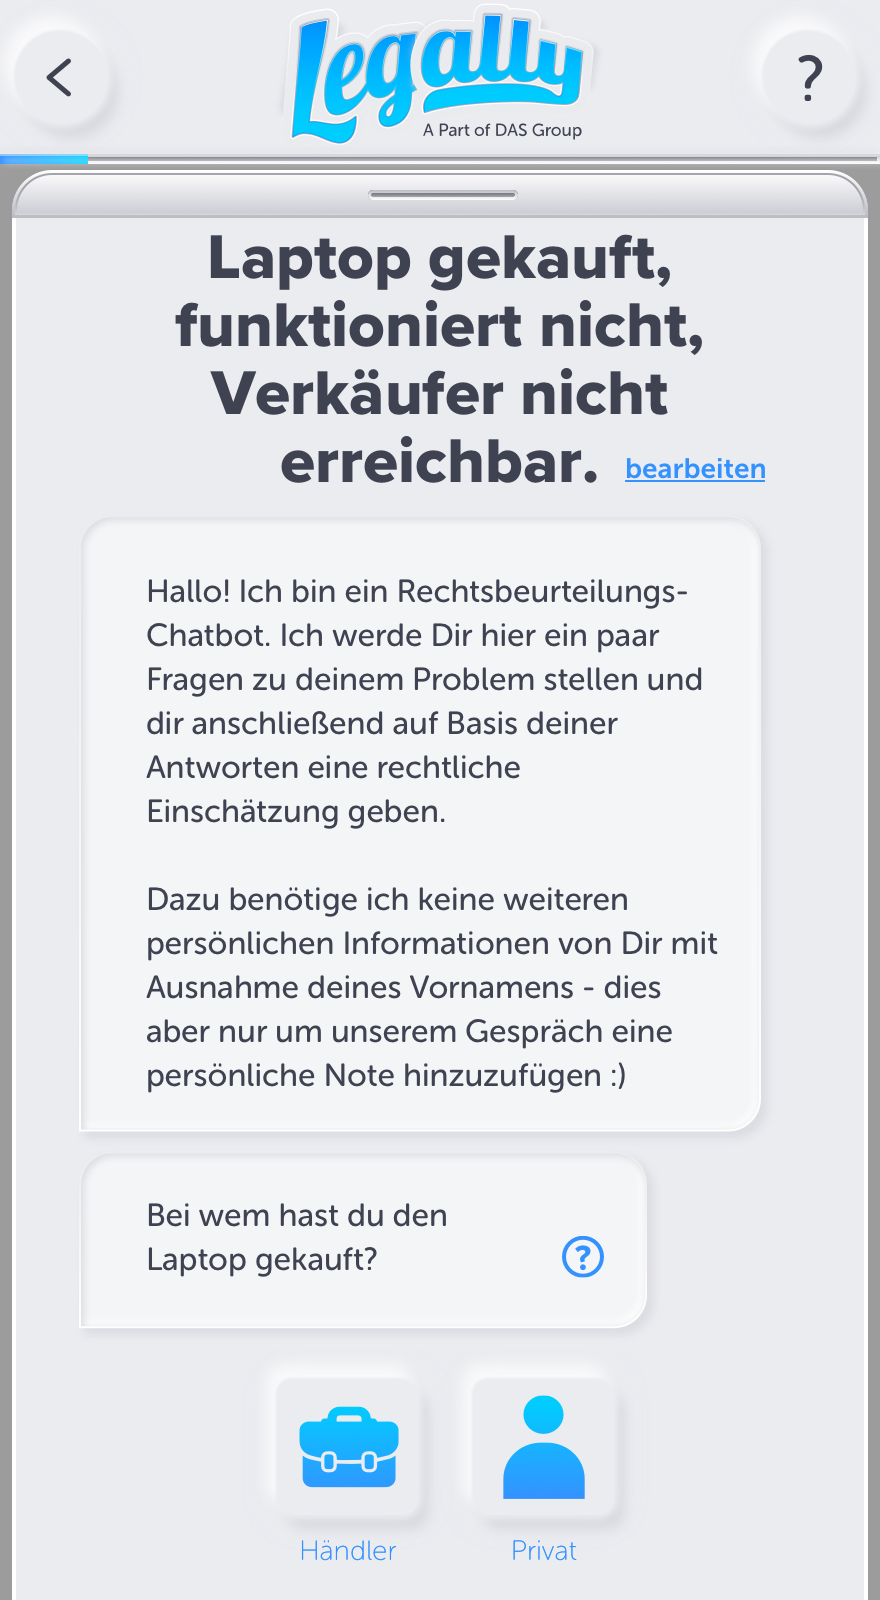 Legally
A Part of DAS Group
?
Laptop gekauft,
funktioniert nicht,
Verkäufer nicht
erreichbar. bearbeiten
Hallo! Ich bin ein Rechtsbeurteilungs-
Chatbot. Ich werde Dir hier ein paar
Fragen zu deinem Problem stellen und
dir anschließend auf Basis deiner
Antworten eine rechtliche
Einschätzung geben.
Dazu benötige ich keine weiteren
persönlichen Informationen von Dir mit
Ausnahme deines Vornamens - dies
aber nur um unserem Gespräch eine
persönliche Note hinzuzufügen :)
Bei wem hast du den
Laptop gekauft? ?
Händler Privat